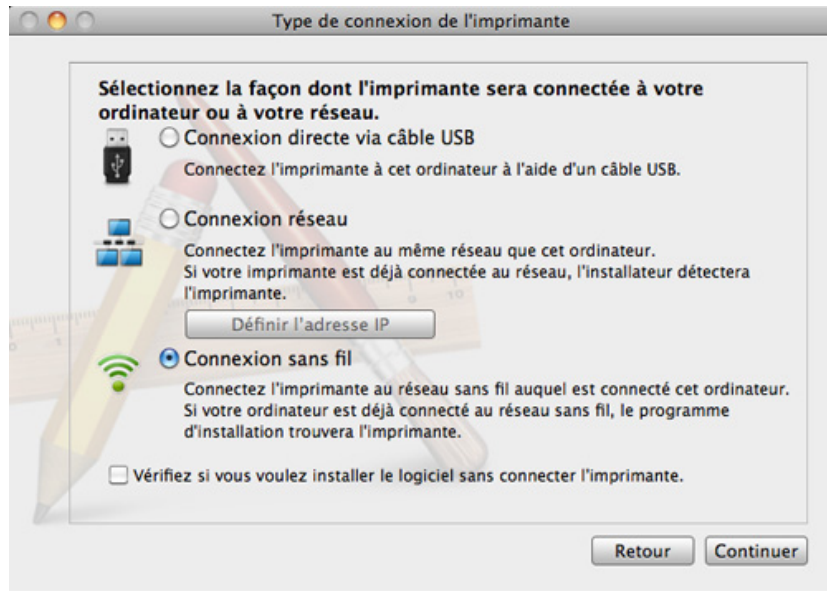 Type de connexion de l'imprimante
Sélectionnez la façon dont l'imprimante sera connectée à votre
ordinateur ou à votre réseau.
Connexion directe via câble USB
Connectez l'imprimante à cet ordinateur à l'aide d'un câble USB.
Connexion réseau
Connectez l'imprimante au même réseau que cet ordinateur.
Si votre imprimante est déjà connectée au réseau, l'installateur détectera
l'imprimante.
Définir l'adresse IP
Connexion sans fil
Connectez l'imprimante au réseau sans fil auquel est connecté cet ordinateur.
Si votre ordinateur est déjà connecté au réseau sans fil, le programme
d'installation trouvera l'imprimante.
Vérifiez si vous voulez installer le logiciel sans connecter l'imprimante.
Retour
Continuer